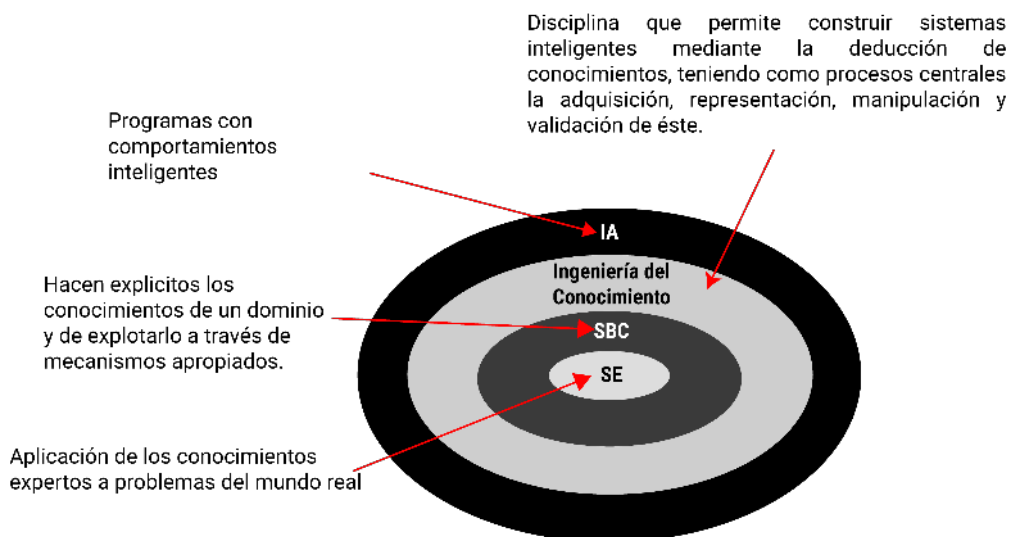 Disciplina que permite construir sistemas
inteligentes mediante la deducción de
conocimientos, teniendo como procesos centrales
la adquisición, representación, manipulación y
validación de éste.
Programas con
comportamientos
inteligentes
IA
Ingeniería del
Conocimiento
Hacen explicitos los
conocimientos de un dominio
y de explotarlo a través de
mecanismos apropiados.
SBC
SE
Aplicación de los conocimientos
expertos a problemas del mundo real